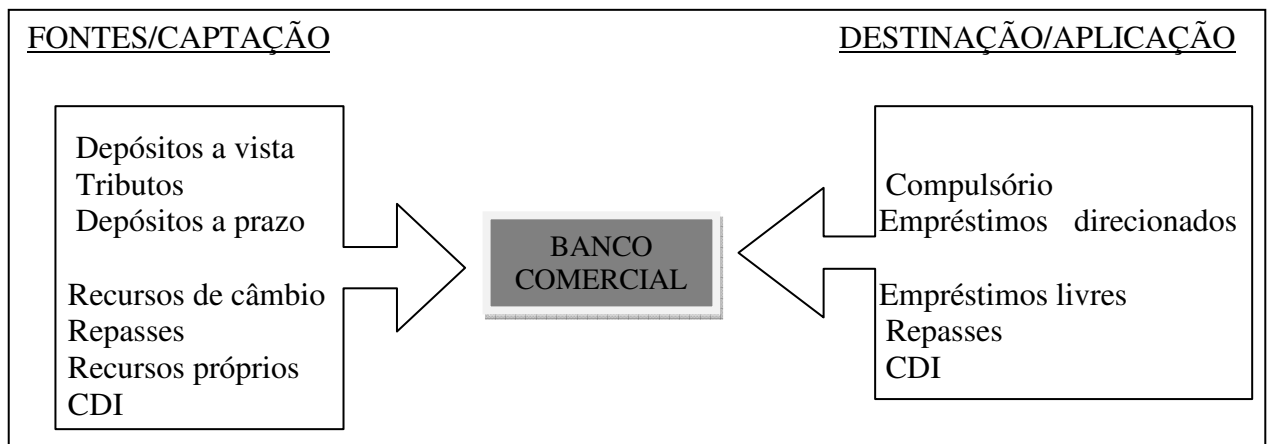 FONTES/CAPTAÇÃO
DESTINAÇÃO/APLICAÇÃO
Depósitos a vista
Tributos
Depósitos a prazo
Recursos de câmbio
Repasses
Recursos próprios
CDI
BANCO
COMERCIAL
Compulsório
Empréstimos direcionados
Empréstimos livres
Repasses
CDI